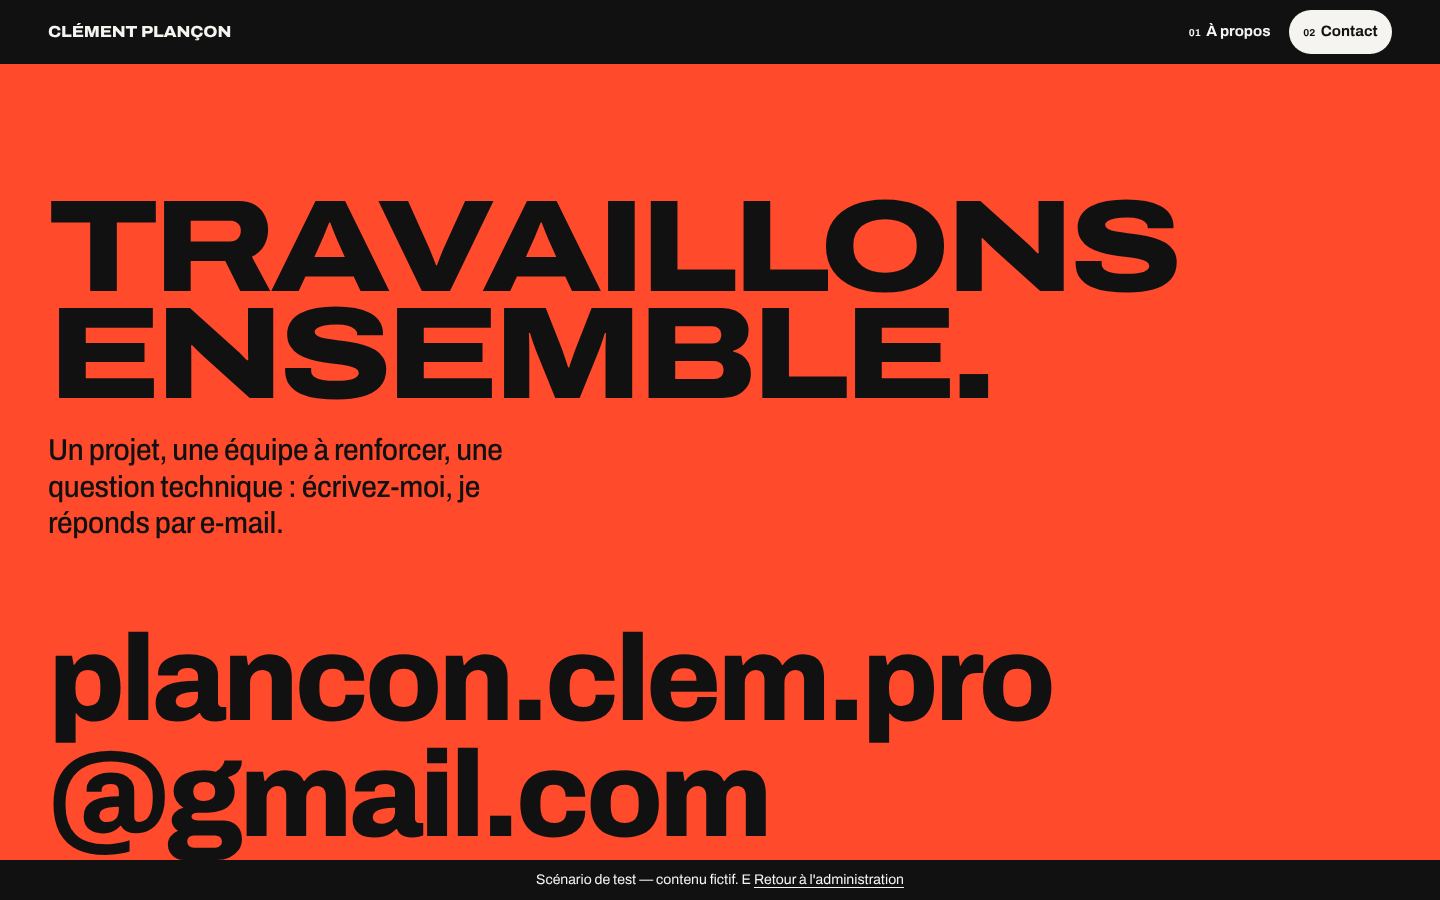 CLÉMENT PLANÇON
01 À propos
02 Contact
TRAVAILLONS
ENSEMBLE.
Un projet, une équipe à renforcer, une
question technique : écrivez-moi, je
réponds par e-mail.
plancon.clem.pro
@gmail.com
Scénario de test — contenu fictif. E Retour à l'administration